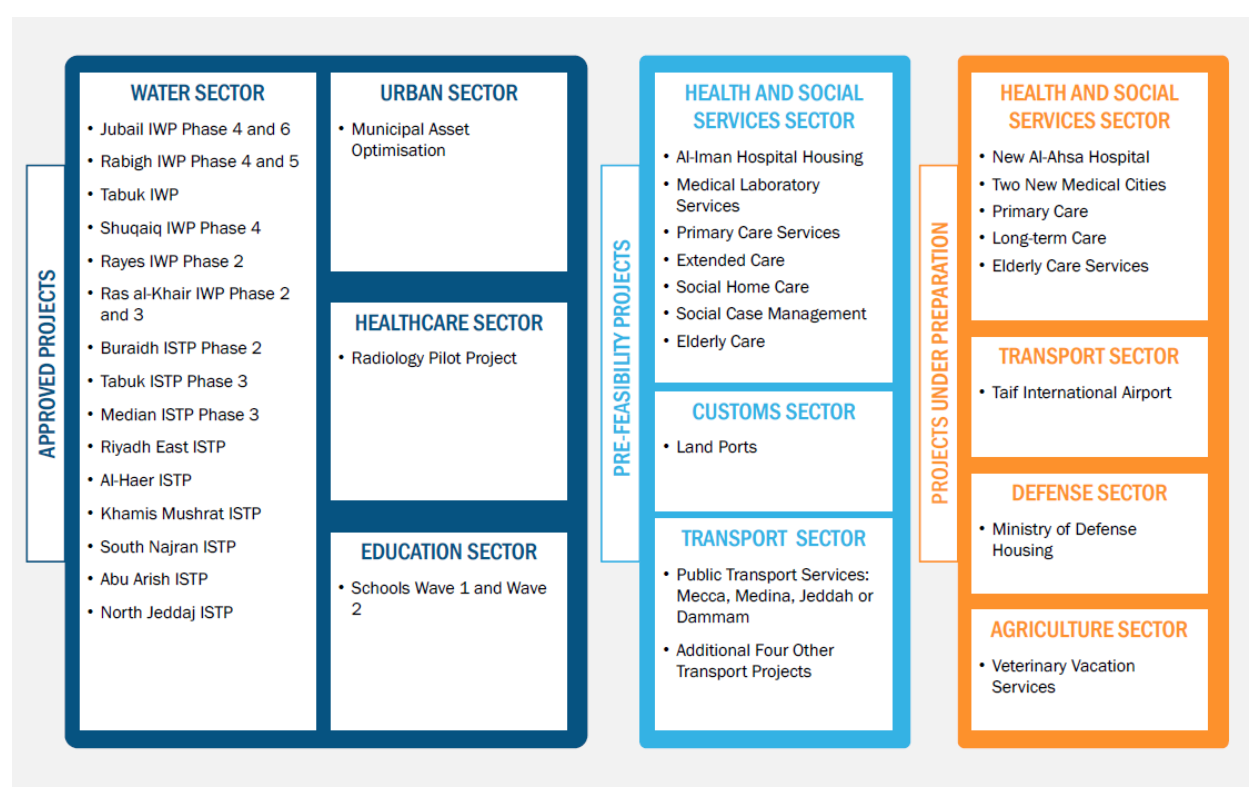 APPROVED PROJECTS
WATER SECTOR
• Jubail IWP Phase 4 and 6
• Rabigh IWP Phase 4 and 5
• Tabuk IWP
• Shuqaiq IWP Phase 4
• Rayes IWP Phase 2
• Ras al-Khair IWP Phase 2
and 3
• Buraidh ISTP Phase 2
• Tabuk ISTP Phase 3
• Median ISTP Phase 3
• Riyadh East ISTP
• Al-Haer ISTP
• Khamis Mushrat ISTP
• South Najran ISTP
• Abu Arish ISTP
• North Jeddaj ISTP
URBAN SECTOR
• Municipal Asset
Optimisation
HEALTHCARE SECTOR
• Radiology Pilot Project
EDUCATION SECTOR
• Schools Wave 1 and Wave
2
PRE-FEASIBILITY PROJECTS
HEALTH AND SOCIAL
SERVICES SECTOR
• Al-Iman Hospital Housing
• Medical Laboratory
Services
• Primary Care Services
• Extended Care
• Social Home Care
• Social Case Management
• Elderly Care
CUSTOMS SECTOR
• Land Ports
TRANSPORT SECTOR
• Public Transport Services:
Mecca, Medina, Jeddah or
Dammam
• Additional Four Other
Transport Projects
PROJECTS UNDER PREPARATION
HEALTH AND SOCIAL
SERVICES SECTOR
• New Al-Ahsa Hospital
• Two New Medical Cities
• Primary Care
• Long-term Care
• Elderly Care Services
TRANSPORT SECTOR
• Taif International Airport
DEFENSE SECTOR
• Ministry of Defense
Housing
AGRICULTURE SECTOR
• Veterinary Vacation
Services